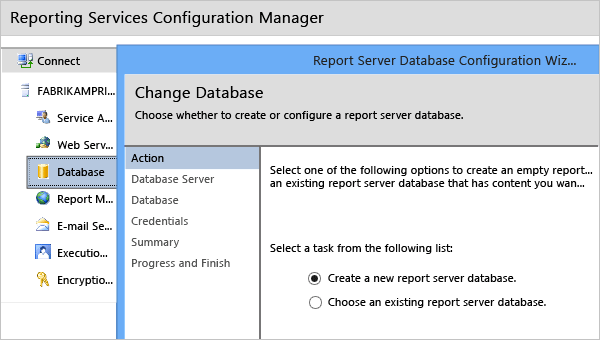 Reporting Services Configuration Manager
Connect
FABRIKAMPRI...
Service A...
Web Serv...
Database
Report M...
E-mail Se...
Executio...
Encryptio...
Report Server Database Configuration Wiz...
Change Database
Choose whether to create or configure a report server database.
Action
Database Server
Database
Credentials
Summary
Progress and Finish
Select one of the following options to create an empty report...
an existing report server database that has content you wan...
Select a task from the following list:
Create a new report server database.
Choose an existing report server database.